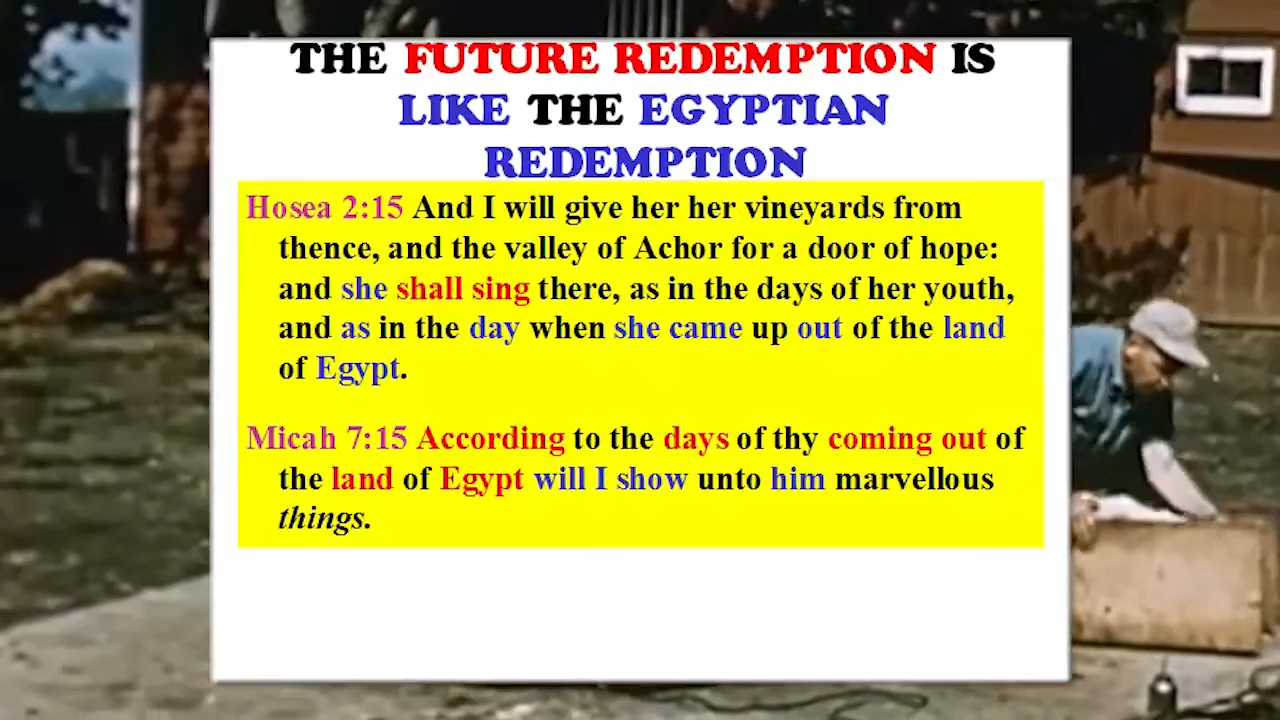 THE FUTURE REDEMPTION IS
LIKE THE EGYPTIAN
REDEMPTION
Hosea 2:15 And I will give her her vineyards from
thence, and the valley of Achor for a door of hope:
and she shall sing there, as in the days of her youth,
and as in the day when she came up out of the land
of Egypt.
Micah 7:15 According to the days of thy coming out of
the land of Egypt will I show unto him marvellous
things.